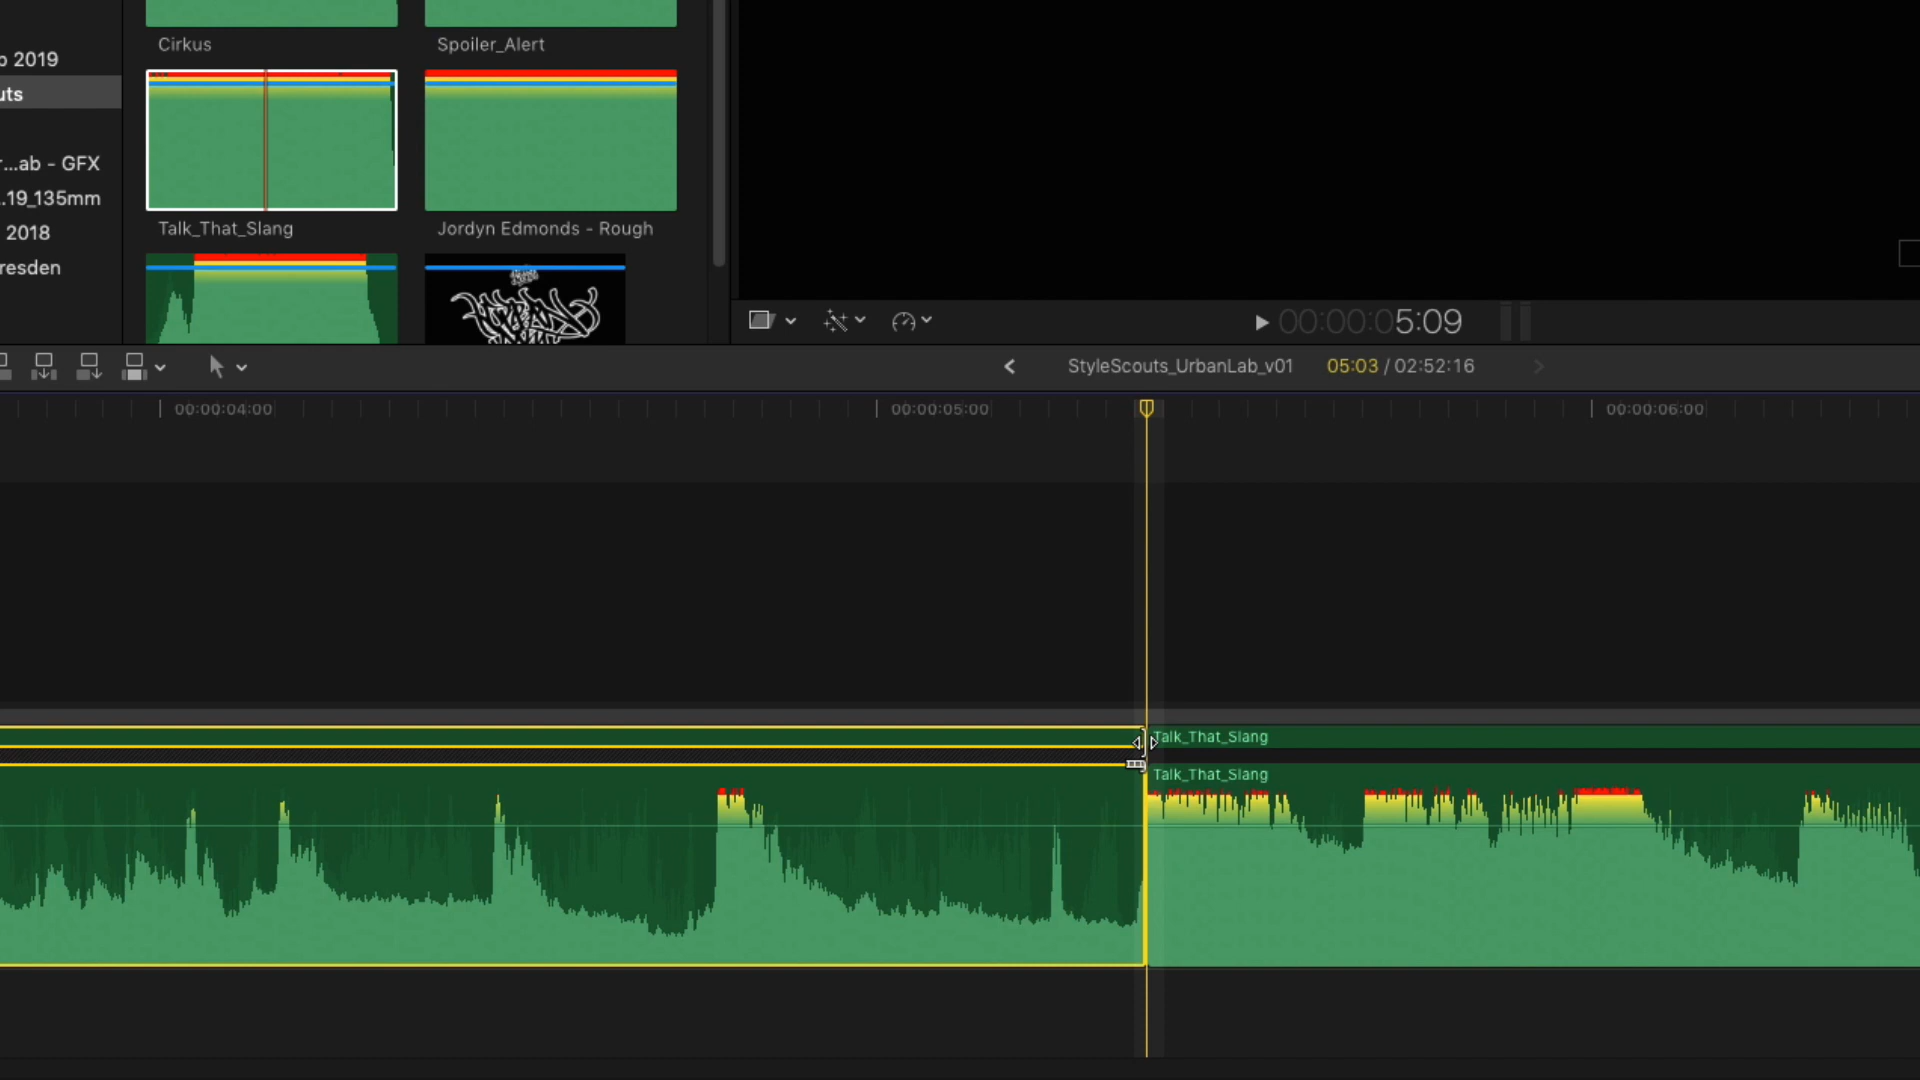 Cirkus
Spoiler_Alert
2019
uts
Talk_That_Slang
Jordyn Edmonds - Rough
r...ab - GFX
..19_135mm
2018
resden
00:00:05:09
StyleScouts_UrbanLab_v01
05:03 / 02:52:16
00:00:04:00
00:00:05:00
00:00:06:00
Talk_That_Slang
Talk_That_Slang